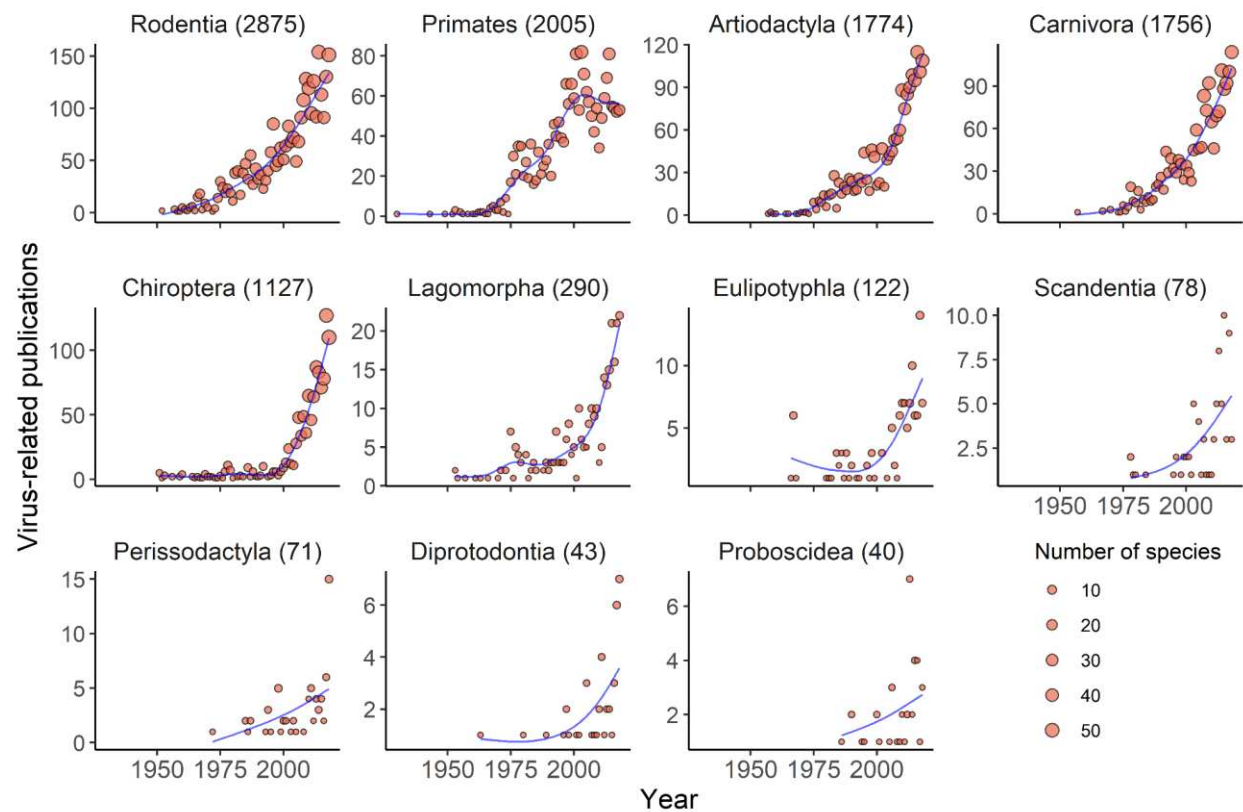 Rodentia (2875)
Primates (2005)
Artiodactyla (1774)
Carnivora (1756)
150
100
50
0
80
60
40
20
0
120
90
60
30
0
90
60
30
0
Virus-related publications
Chiroptera (1127)
Lagomorpha (290)
Eulipotyphla (122)
Scandentia (78)
100
50
0
20
15
10
5
0
10
5
10.0
7.5
5.0
2.5
1950 1975 2000
Perissodactyla (71)
Diprotodontia (43)
Proboscidea (40)
15
10
5
0
6
4
2
6
4
2
1950 1975 2000
1950 1975 2000
1950 1975 2000
Number of species
10
20
30
40
50
Year